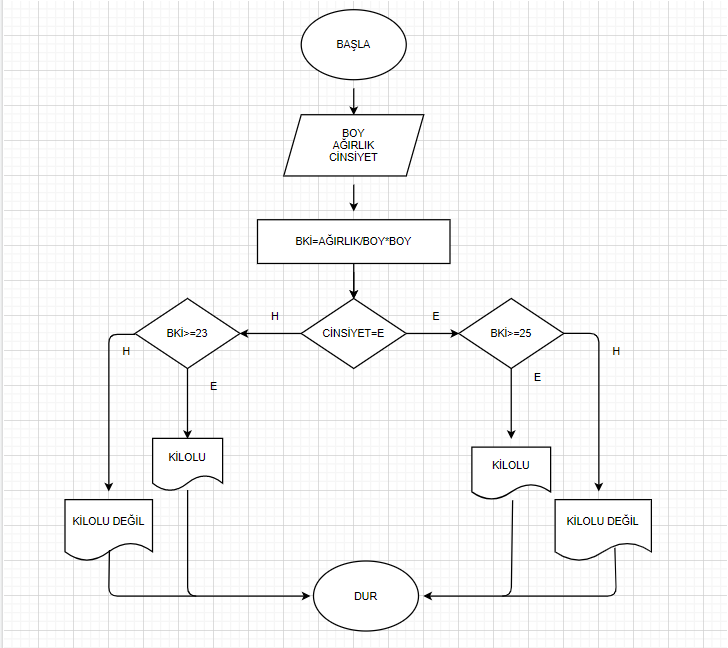 BAŞLA
BOY
AĞIRLIK
CİNSİYET
BKİ=AĞIRLIK/BOY*BOY
H
E
BKİ>=23
CİNSİYET=E
BKİ>=25
H
H
E
E
KİLOLU
KİLOLU
KİLOLU DEĞİL
KİLOLU DEĞİL
DUR